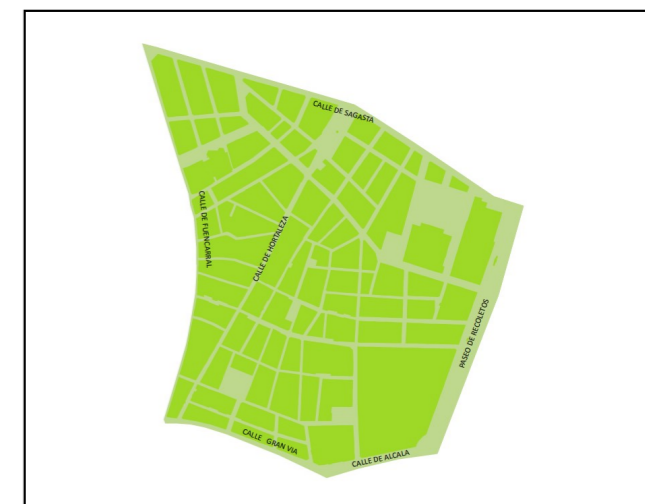 CALLE DE SAGASTA
CALLE DE FUENCARRAL
CALLE DE HORTALEZA
PASEO DE RECOLETOS
CALLE GRAN VIA
CALLE DE ALCALA